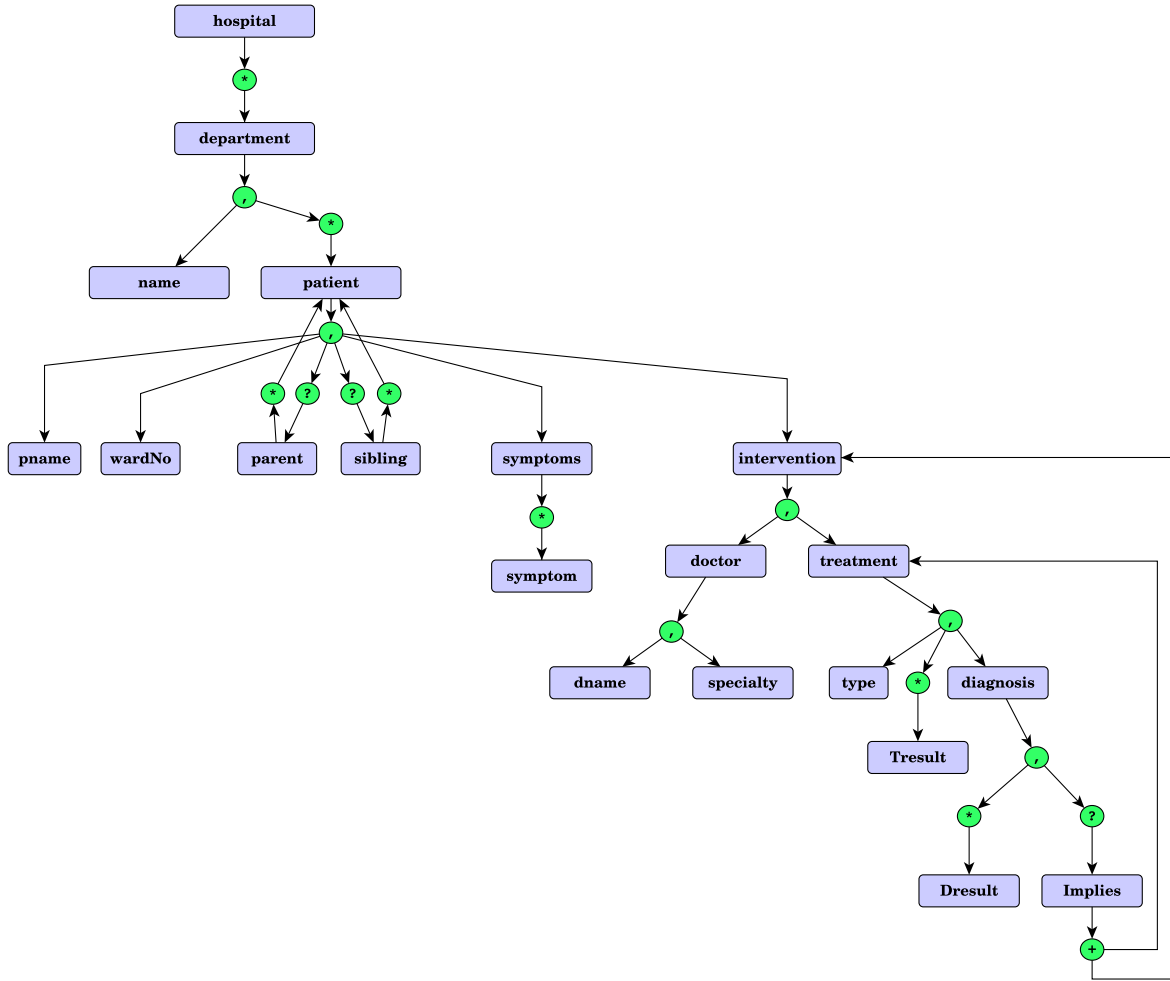 hospital
*
department
,
*
name
patient
,
*
?
?
*
pname
wardNo
parent
sibling
symptoms
intervention
*
,
doctor
treatment
symptom
,
,
dname
specialty
type
*
diagnosis
Tresult
,
*
?
Dresult
Implies
+